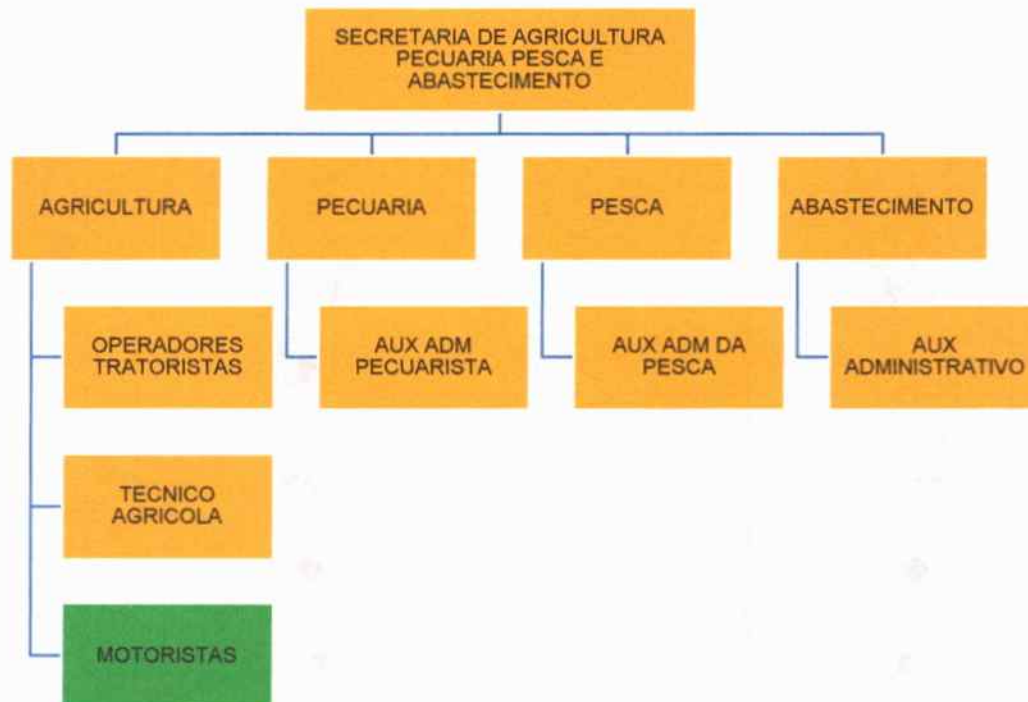 SECRETARIA DE AGRICULTURA
PECUARIA PESCA E
ABASTECIMENTO
AGRICULTURA
PECUARIA
PESCA
ABASTECIMENTO
OPERADORES
TRATORISTAS
AUX ADM
PECUARISTA
AUX ADM DA
PESCA
AUX
ADMINISTRATIVO
TECNICO
AGRICOLA
MOTORISTAS